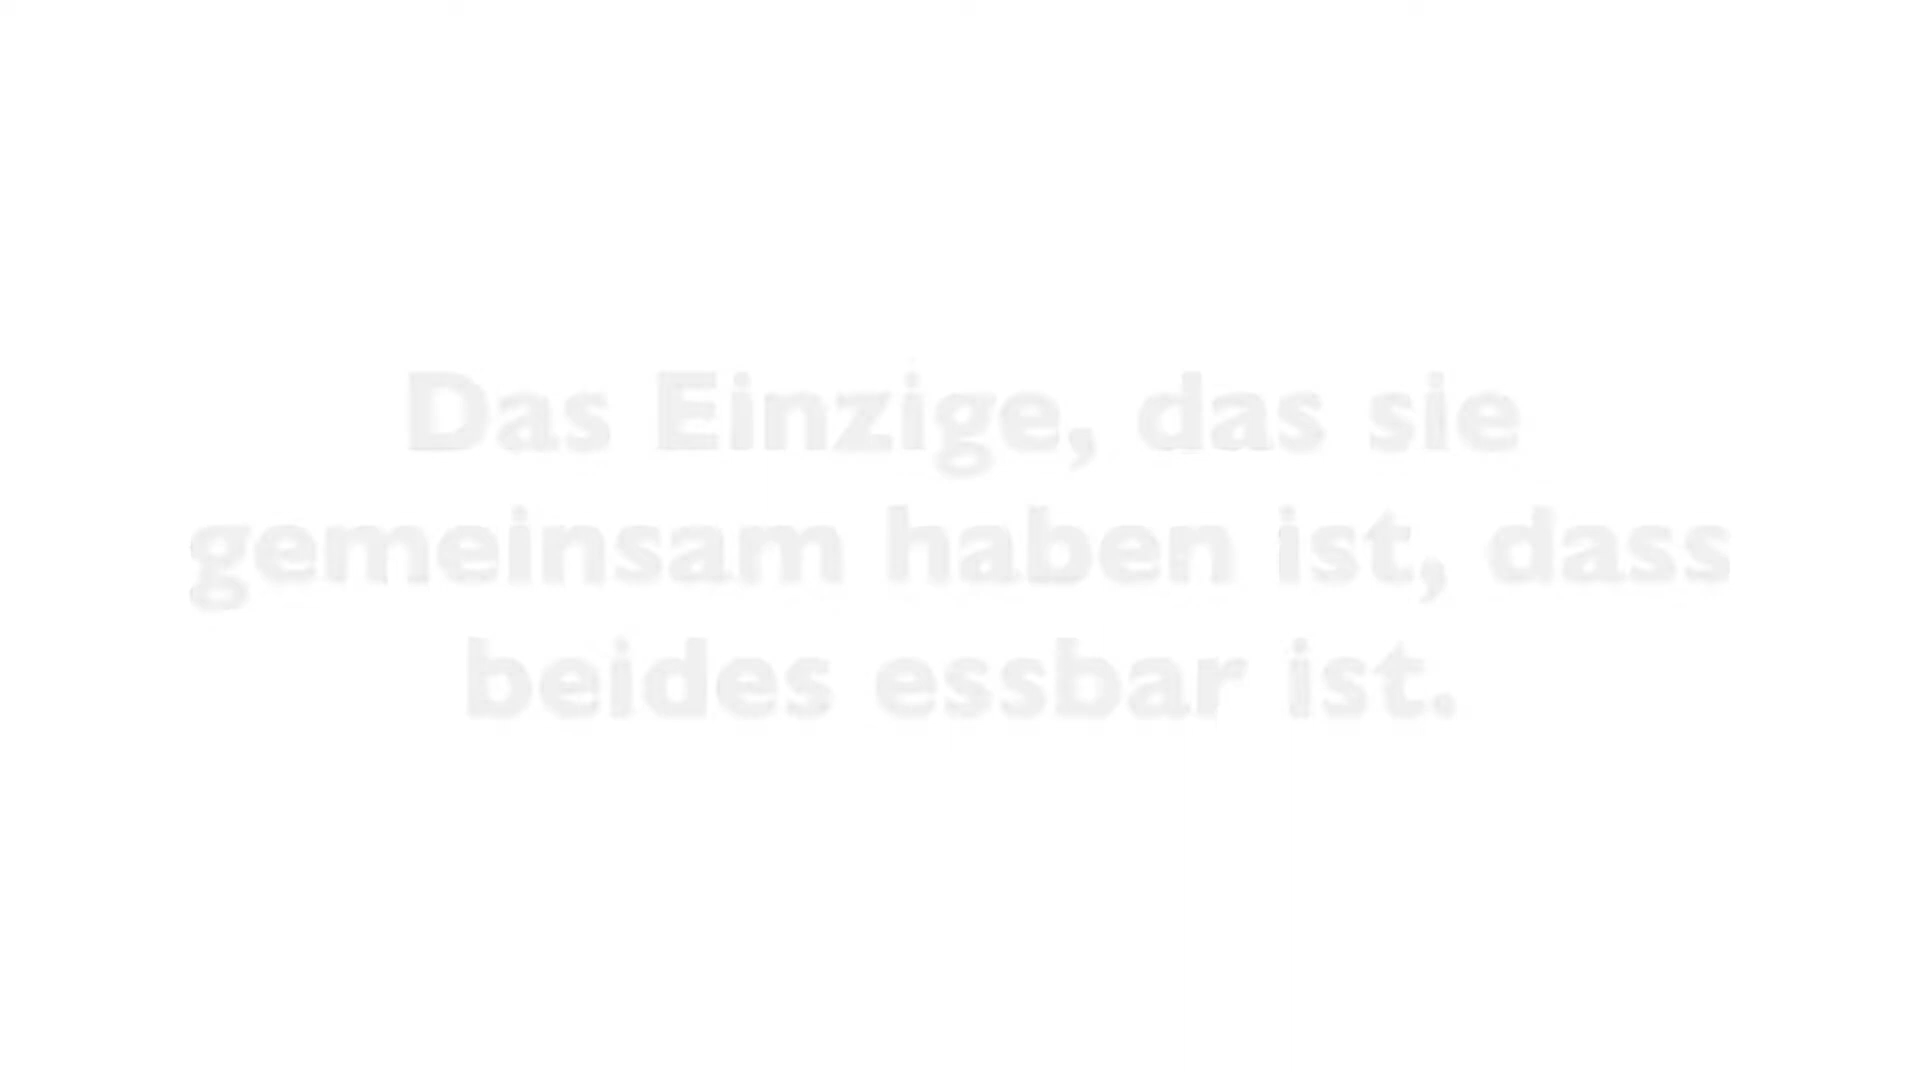 Das Einzige, das sie
gemeinsam haben ist, dass
beides essbar ist.